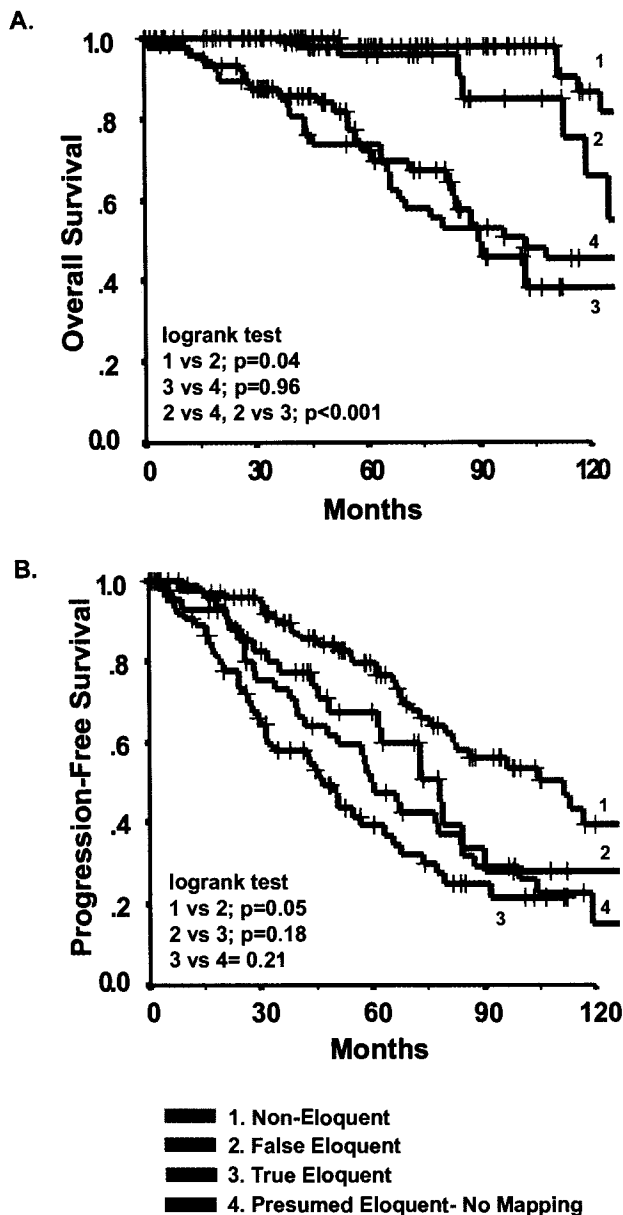 A.
Overall Survival
1.0
.8
.6
.4
.2
0.0
1
2
4
3
logrank test
1 vs 2; p=0.04
3 vs 4; p=0.96
2 vs 4, 2 vs 3; p<0.001
0 30 60 90 120
Months
B.
Progression-Free Survival
1.0
.8
.6
.4
.2
0.0
1
2
4
3
logrank test
1 vs 2; p=0.05
2 vs 3; p=0.18
3 vs 4= 0.21
0 30 60 90 120
Months
1. Non-Eloquent
2. False Eloquent
3. True Eloquent
4. Presumed Eloquent- No Mapping